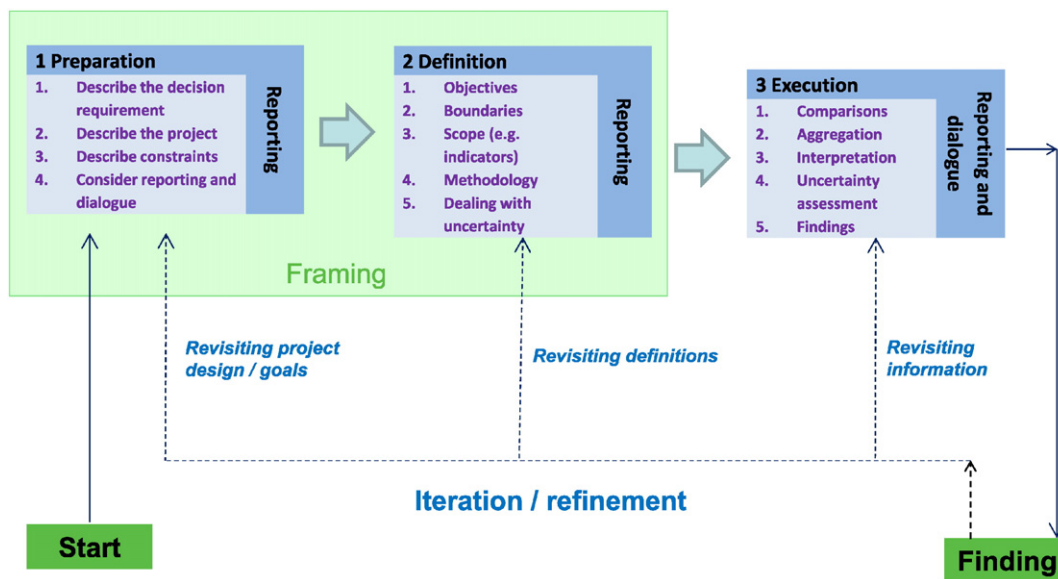 1 Preparation
1. Describe the decision
requirement
2. Describe the project
3. Describe constraints
4. Consider reporting and
dialogue
Reporting
2 Definition
1. Objectives
2. Boundaries
3. Scope (e.g.
indicators)
4. Methodology
5. Dealing with
uncertainty
Reporting
3 Execution
1. Comparisons
2. Aggregation
3. Interpretation
4. Uncertainty
assessment
5. Findings
Reporting and
dialogue
Framing
Revisiting project
design / goals
Revisiting definitions
Revisiting
information
Iteration / refinement
Start
Finding